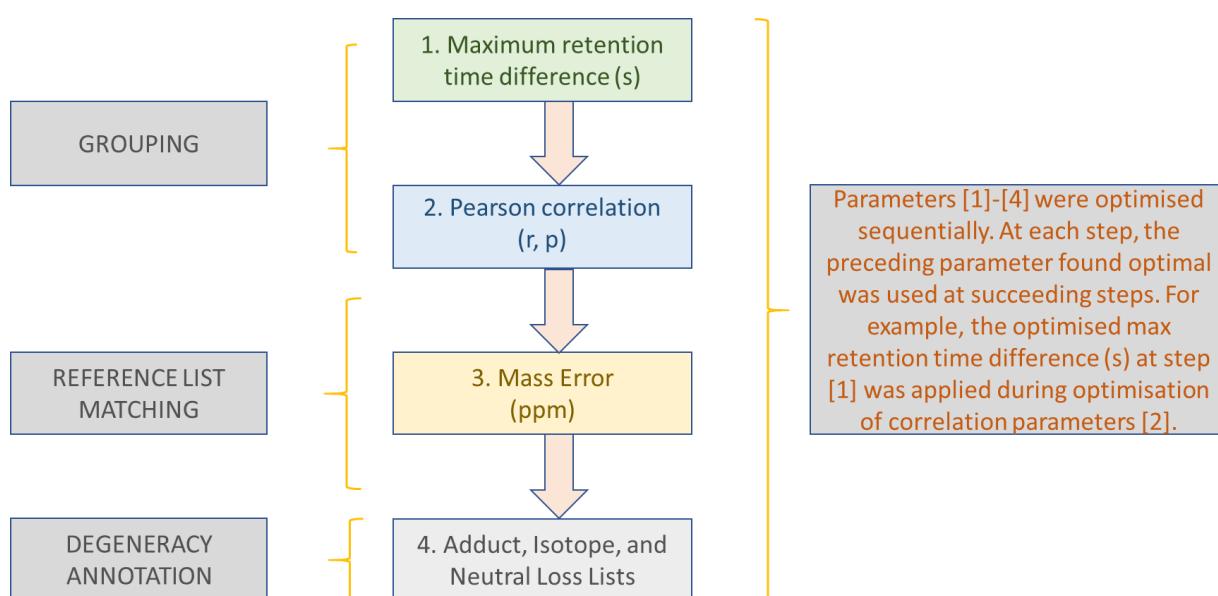 1. Maximum retention
time difference (s)
GROUPING
2. Pearson correlation
(r, p)
REFERENCE LIST
MATCHING
3. Mass Error
(ppm)
DEGENERACY
ANNOTATION
4. Adduct, Isotope, and
Neutral Loss Lists
Parameters [1]-[4] were optimised
sequentially. At each step, the
preceding parameter found optimal
was used at succeeding steps. For
example, the optimised max
retention time difference (s) at step
[1] was applied during optimisation
of correlation parameters [2].